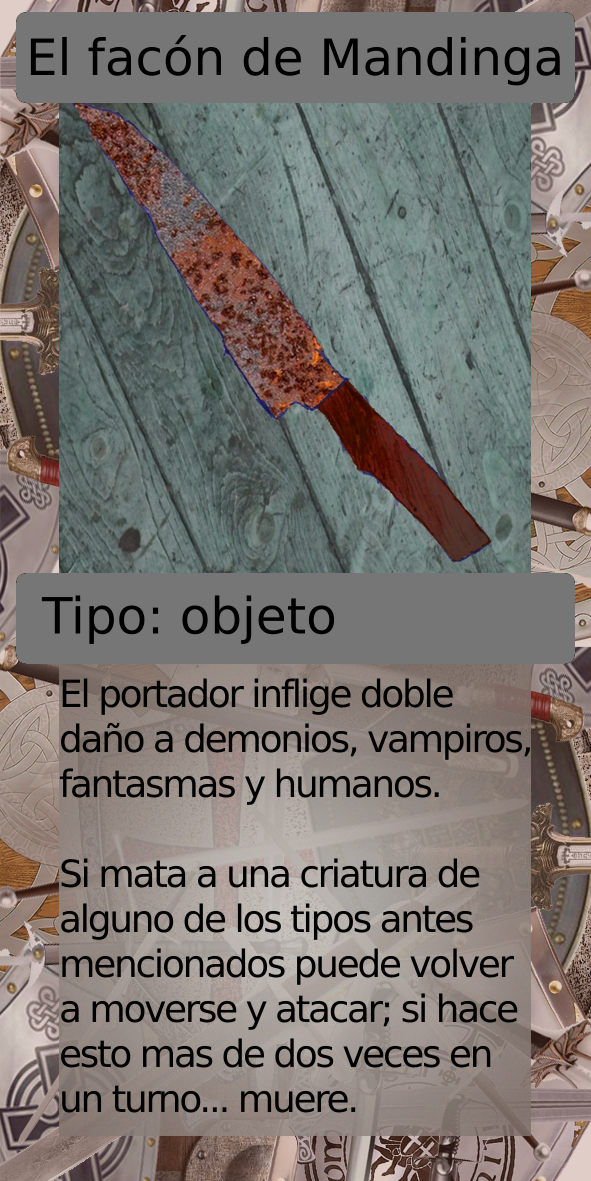 El facón de Mandinga
Tipo: objeto
El portador inflige doble
daño a demonios, vampiros,
fantasmas y humanos.
Si mata a una criatura de
alguno de los tipos antes
mencionados puede volver
a moverse y atacar; si hace
esto mas de dos veces en
un turno... muere.